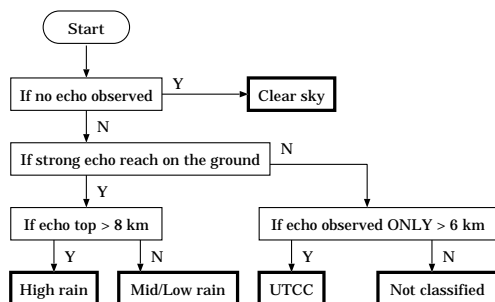 Start
If no echo observed
Y
Clear sky
N
If strong echo reach on the ground
N
Y
If echo top > 8 km
If echo observed ONLY > 6 km
Y
N
Y
N
High rain
Mid/Low rain
UTCC
Not classified